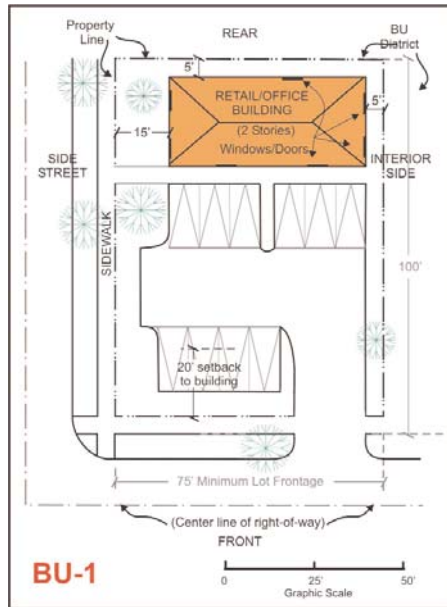 Property
Line
REAR
BU
District
5'
RETAIL/OFFICE
BUILDING
(2 Stories)
Windows/Doors
5'
15'
SIDE
STREET
INTERIOR
SIDE
SIDEWALK
100'
20' setback
to building
75' Minimum Lot Frontage
(Center line of right-of-way)
FRONT
BU-1
0 25' 50'
Graphic Scale